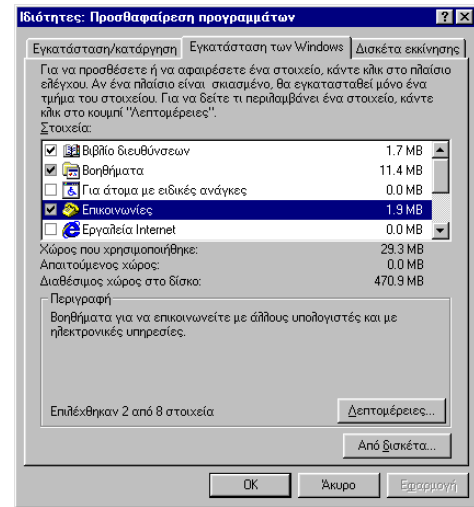 Ιδιότητες: Προσθαφαίρεση προγραμμάτων
Εγκατάσταση/κατάργηση Εγκατάσταση των Windows Δισκέτα εκκίνησης
Για να προσθέσετε ή να αφαιρέσετε ένα στοιχείο, κάντε κλικ στο πλαίσιο
ελέγχου. Αν ένα πλαίσιο είναι σκιασμένο, θα εγκατασταθεί μόνο ένα
τμήμα του στοιχείου. Για να δείτε τι περιλαμβάνει ένα στοιχείο, κάντε
κλικ στο κουμπί "Λεπτομέρειες".
Στοιχεία:
Βιβλίο διευθύνσεων 1.7 MB
Βοηθήματα 11.4 MB
Για άτομα με ειδικές ανάγκες 0.0 MB
Επικοινωνίες 1.9 MB
Εργαλεία Internet 0.0 MB
Χώρος που χρησιμοποιήθηκε: 29.3 MB
Απαιτούμενος χώρος: 0.0 MB
Διαθέσιμος χώρος στο δίσκο: 470.9 MB
Περιγραφή
Βοηθήματα για να επικοινωνείτε με άλλους υπολογιστές και με
ηλεκτρονικές υπηρεσίες.
Επιλέχθηκαν 2 από 8 στοιχεία Λεπτομέρειες...
Από δισκέτα...
OK Άκυρο Εφαρμογή